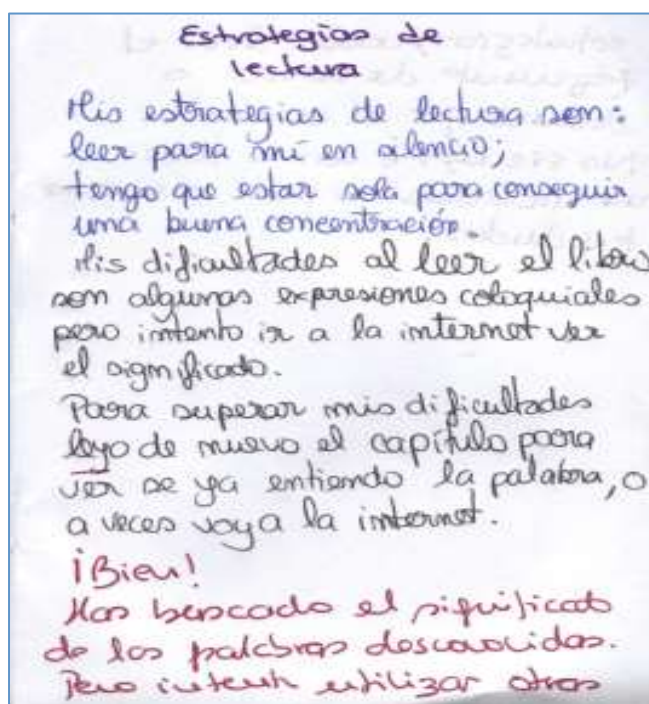 Estrategias de
lectura
Mis estrategias de lectura son:
leer para mí en silencio;
tengo que estar sola para conseguir
una buena concentración.
Mis dificultades al leer el libro
son algunas expresiones coloquiales
pero intento ir a la internet ver
el significado.
Para superar mis dificultades
leyo de nuevo el capítulo para
ver se ya entiendo la palabra, o
a veces voy a la internet.
¡Bien!
Has buscado el significado
de las palabras desconocidas.
Pero intenta utilizar otras